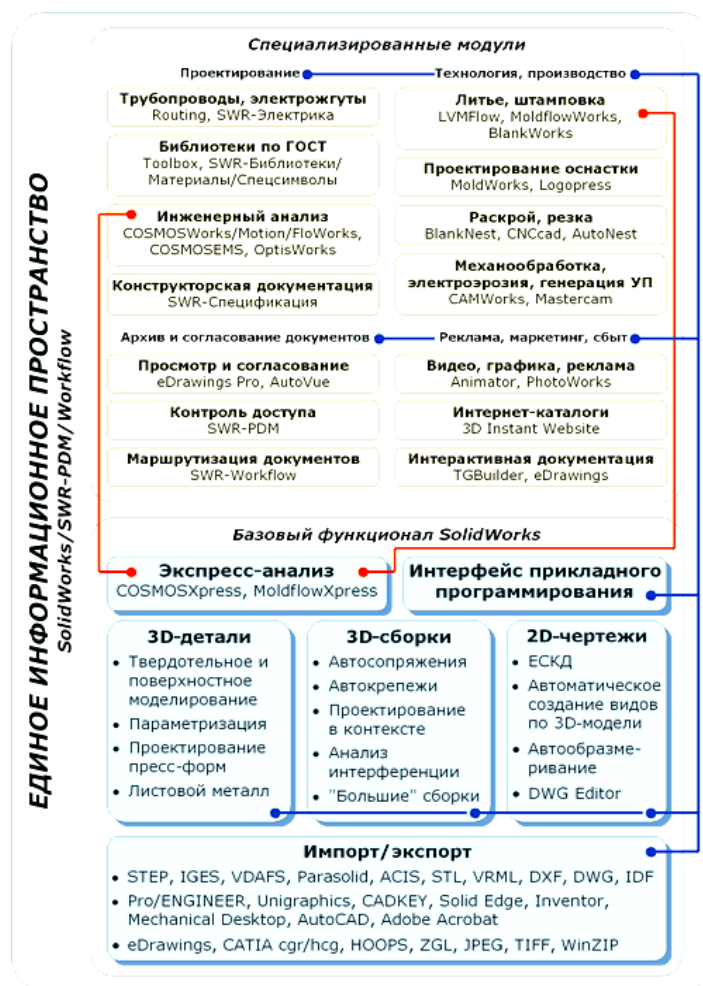 ЕДИНОЕ ИНФОРМАЦИОННОЕ ПРОСТРАНСТВО
SolidWorks/SWR-PDM/Workflow
Специализированные модули
Проектирование
Трубопроводы, электрожгуты
Routing, SWR-Электрика
Библиотеки по ГОСТ
Toolbox, SWR-Библиотеки/
Материалы/Спецсимволы
Инженерный анализ
COSMOSWorks/Motion/FloWorks,
COSMOSEMS, OptisWorks
Конструкторская документация
SWR-Спецификация
Технология, производство
Литье, штамповка
LVMFlow, MoldflowWorks,
BlankWorks
Проектирование оснастки
MoldWorks, Logopress
Раскрой, резка
BlankNest, CNCcad, AutoNest
Механообработка,
электроэрозия, генерация УП
CAMWorks, Mastercam
Архив и согласование документов
Просмотр и согласование
eDrawings Pro, AutoVue
Контроль доступа
SWR-PDM
Маршрутизация документов
SWR-Workflow
Реклама, маркетинг, сбыт
Видео, графика, реклама
Animator, PhotoWorks
Интернет-каталоги
3D Instant Website
Интерактивная документация
TGBuilder, eDrawings
Базовый функционал SolidWorks
Экспресс-анализ
COSMOSXpress, MoldflowXpress
Интерфейс прикладного
программирования
3D-детали
• Твердотельное и
поверхностное
моделирование
• Параметризация
• Проектирование
пресс-форм
• Листовой металл
3D-сборки
• Автосопряжения
• Автокрепежи
• Проектирование
в контексте
• Анализ
интерференции
• "Большие" сборки
2D-чертежи
• ЕСКД
• Автоматическое
создание видов
по 3D-модели
• Автообразме-
ривание
• DWG Editor
Импорт/экспорт
• STEP, IGES, VDAFS, Parasolid, ACIS, STL, VRML, DXF, DWG, IDF
• Pro/ENGINEER, Unigraphics, CADKEY, Solid Edge, Inventor,
Mechanical Desktop, AutoCAD, Adobe Acrobat
• eDrawings, CATIA cgr/hcg, HOOPS, ZGL, JPEG, TIFF, WinZIP